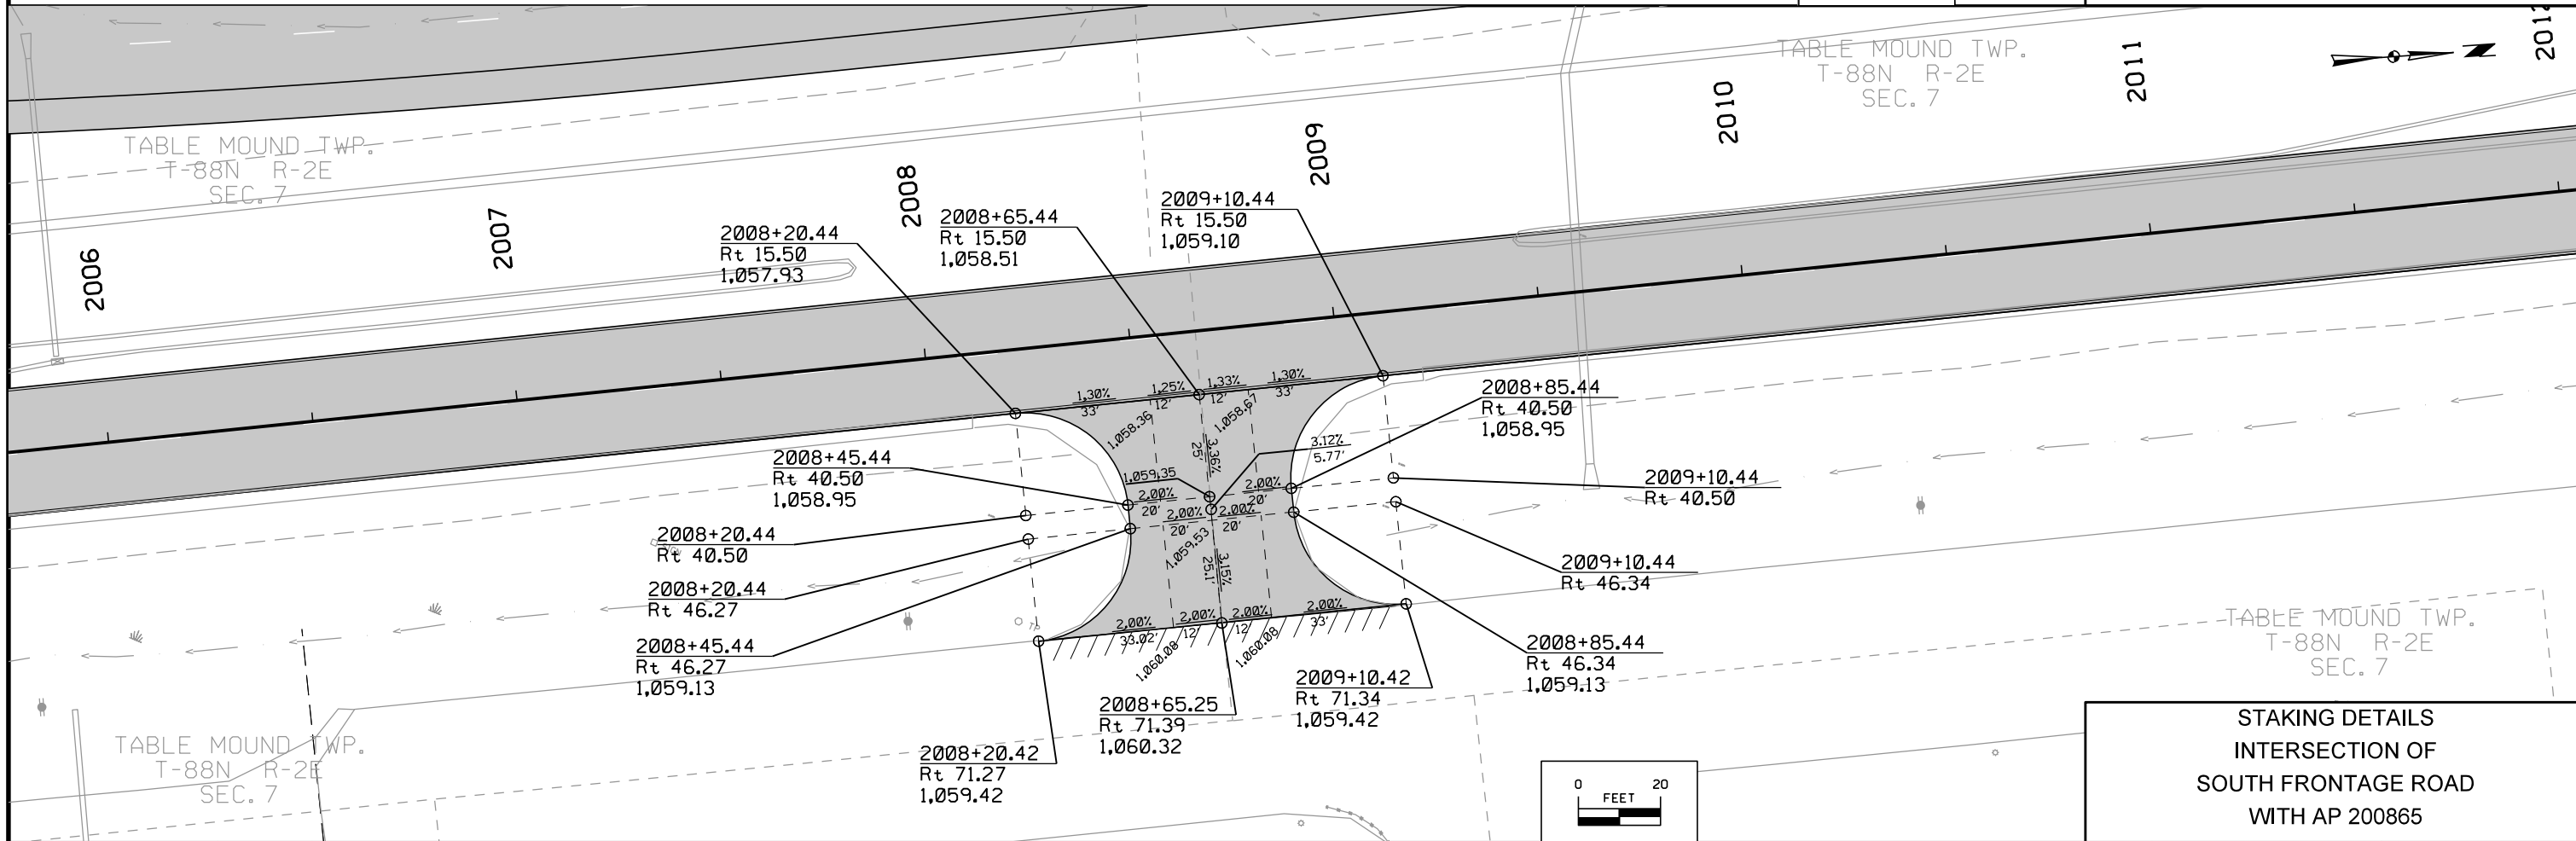 TABLE MOUND TWP.
T-88N R-2E
SEC. 7
TABLE MOUND TWP.
T-88N R-2E
SEC. 7
2006
2007
2008
2009
2010
2011
2012
2008+20.44
Rt 15.50
1,057.93
2008+65.44
Rt 15.50
1,058.51
2009+10.44
Rt 15.50
1,059.10
1.30%
33'
1.25%
12'
1.33%
12'
1.30%
33'
1,058.36
1,058.67
3.36%
25'
3.12%
5.77'
2008+85.44
Rt 40.50
1,058.95
2008+45.44
Rt 40.50
1,058.95
1,059.35
2.00%
20'
2.00%
20'
2.00%
20'
2.00%
20'
1,059.53
3.15%
25.1'
2009+10.44
Rt 40.50
2008+20.44
Rt 40.50
2009+10.44
Rt 46.34
2008+20.44
Rt 46.27
2008+45.44
Rt 46.27
1,059.13
2008+85.44
Rt 46.34
1,059.13
2.00%
33.02'
2.00%
12'
2.00%
12'
2.00%
33'
1,060.08
1,060.08
2009+10.42
Rt 71.34
1,059.42
2008+65.25
Rt 71.39
1,060.32
2008+20.42
Rt 71.27
1,059.42
TABLE MOUND TWP.
T-88N R-2E
SEC. 7
TABLE MOUND TWP.
T-88N R-2E
SEC. 7
0 20
FEET
STAKING DETAILS
INTERSECTION OF
SOUTH FRONTAGE ROAD
WITH AP 200865